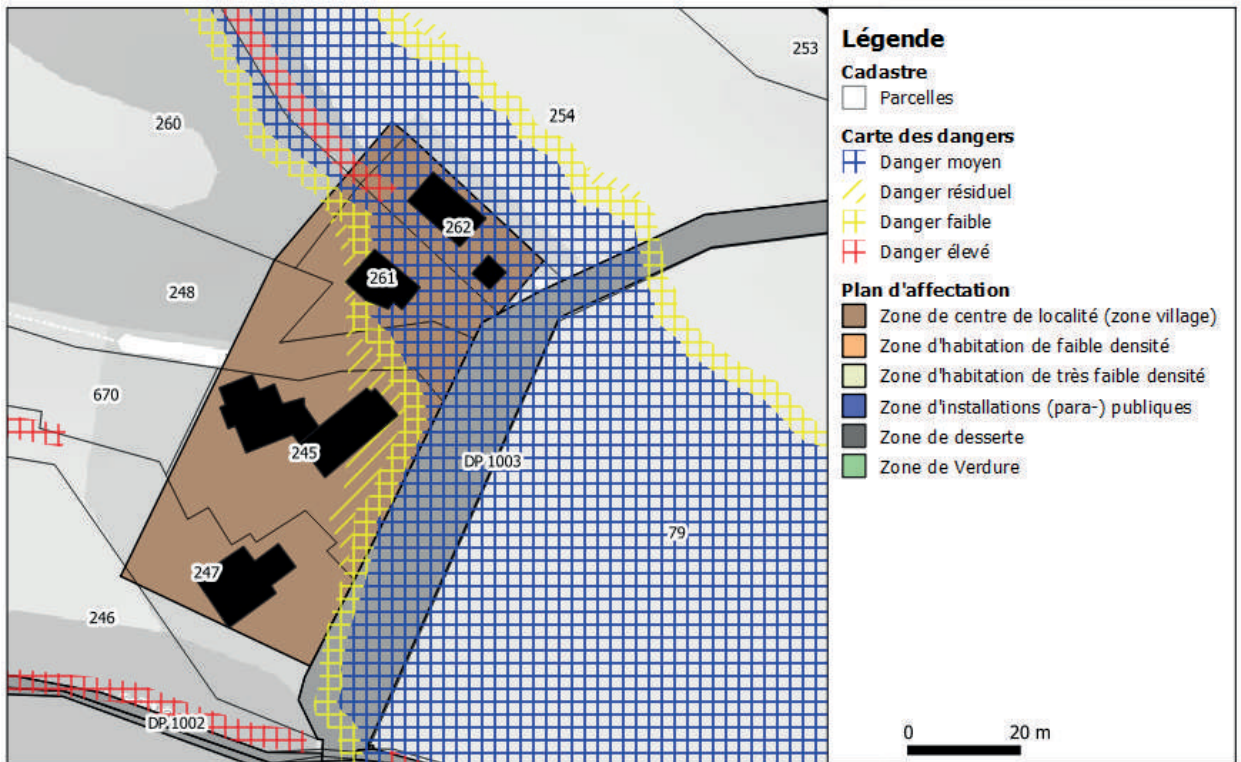 253
254
260
262
261
248
670
245
DP 1003
79
247
246
DP 1002
Légende
Cadastre
Parcelles
Carte des dangers
Danger moyen
Danger résiduel
Danger faible
Danger élevé
Plan d'affectation
Zone de centre de localité (zone village)
Zone d'habitation de faible densité
Zone d'habitation de très faible densité
Zone d'installations (para-) publiques
Zone de desserte
Zone de Verdure
0 20 m